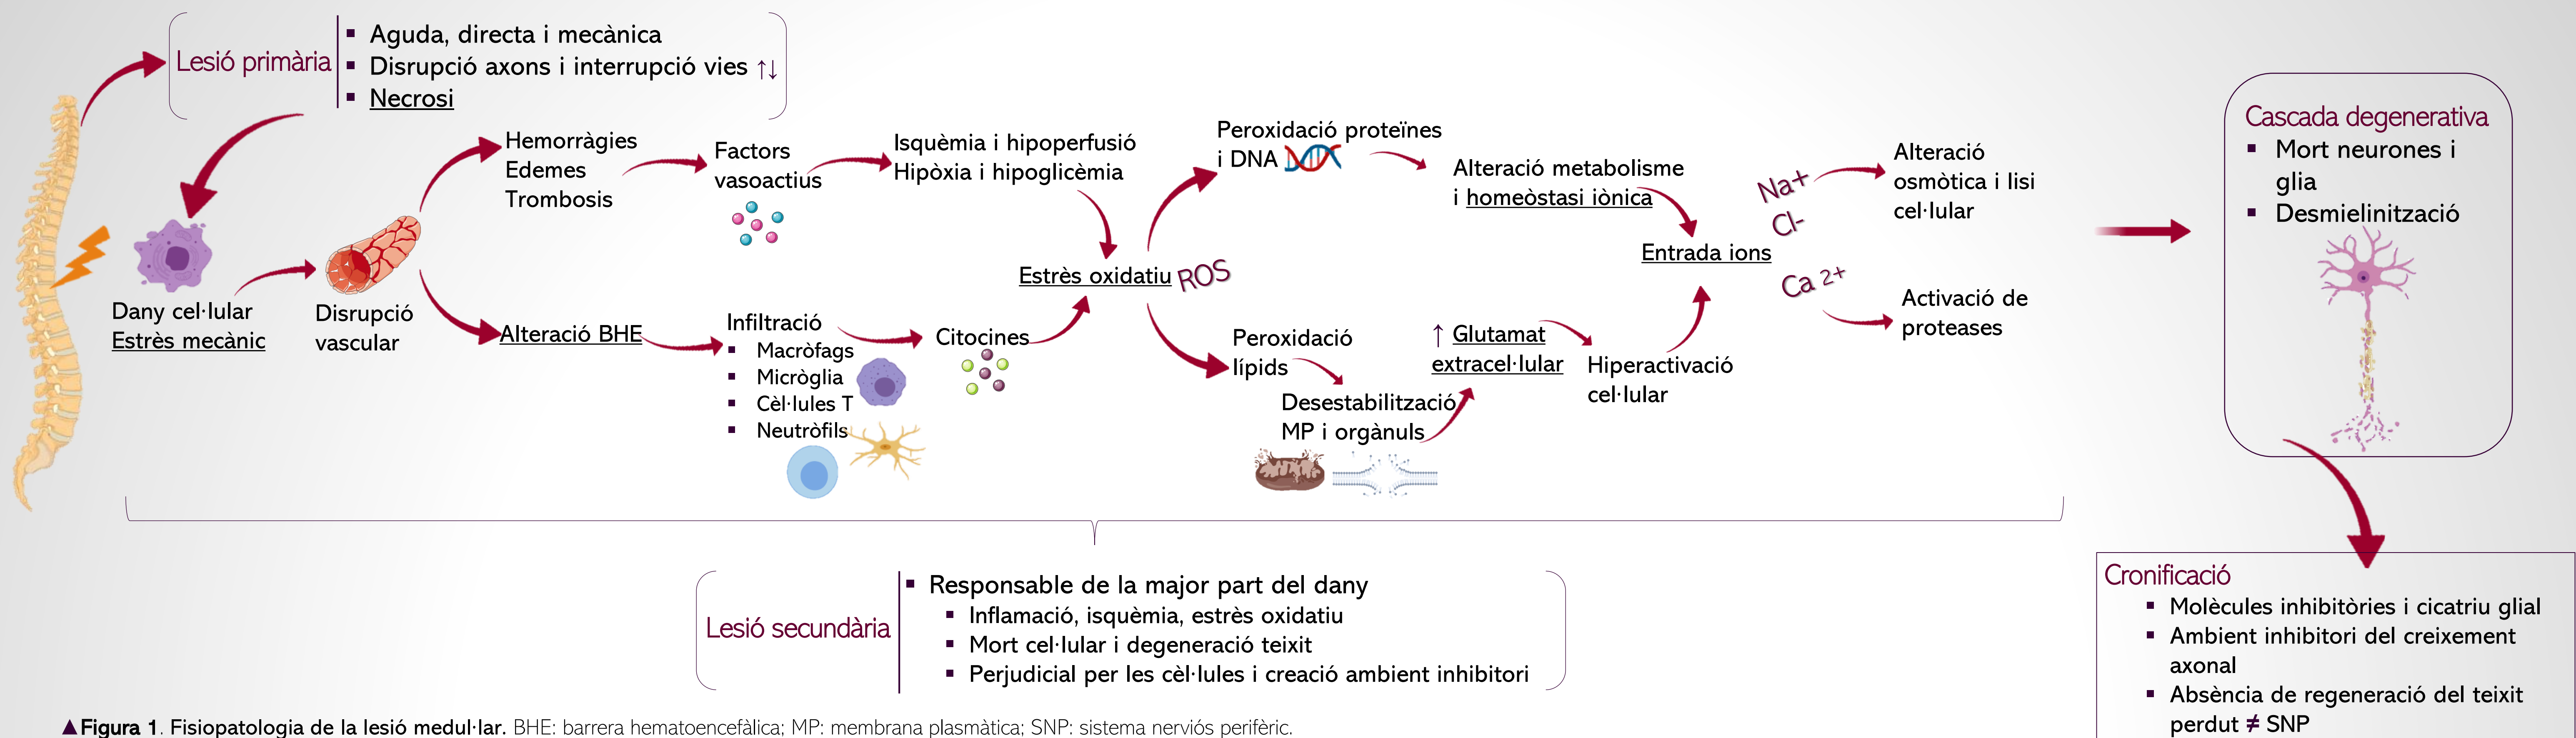 Lesió primària
▪ Aguda, directa i mecànica
▪ Disrupció axons i interrupció vies ↑↓
▪ Necrosi
Dany cel·lular
Estrès mecànic
Disrupció
vascular
Hemorràgies
Edemes
Trombosis
Factors
vasoactius
Isquèmia i hipoperfusió
Hipòxia i hipoglicèmia
Alteració BHE
Infiltració
▪ Macròfags
▪ Micròglia
▪ Cèl·lules T
▪ Neutròfils
Citocines
Estrès oxidatiu ROS
Peroxidació proteïnes
i DNA
Alteració metabolisme
i homeòstasi iònica
Peroxidació
lípids
Desestabilització
MP i orgànuls
↑ Glutamat
extracel·lular
Hiperactivació
cel·lular
Entrada ions
Na+
Cl-
Ca 2+
Alteració
osmòtica i lisi
cel·lular
Activació de
proteases
Cascada degenerativa
▪ Mort neurones i
glia
▪ Desmielinització
Lesió secundària
▪ Responsable de la major part del dany
▪ Inflamació, isquèmia, estrès oxidatiu
▪ Mort cel·lular i degeneració teixit
▪ Perjudicial per les cèl·lules i creació ambient inhibitori
Cronificació
▪ Molècules inhibitòries i cicatriu glial
▪ Ambient inhibitori del creixement
axonal
▪ Absència de regeneració del teixit
perdut ≠ SNP
▲Figura 1. Fisiopatologia de la lesió medul·lar. BHE: barrera hematoencefàlica; MP: membrana plasmàtica; SNP: sistema nerviós perifèric.